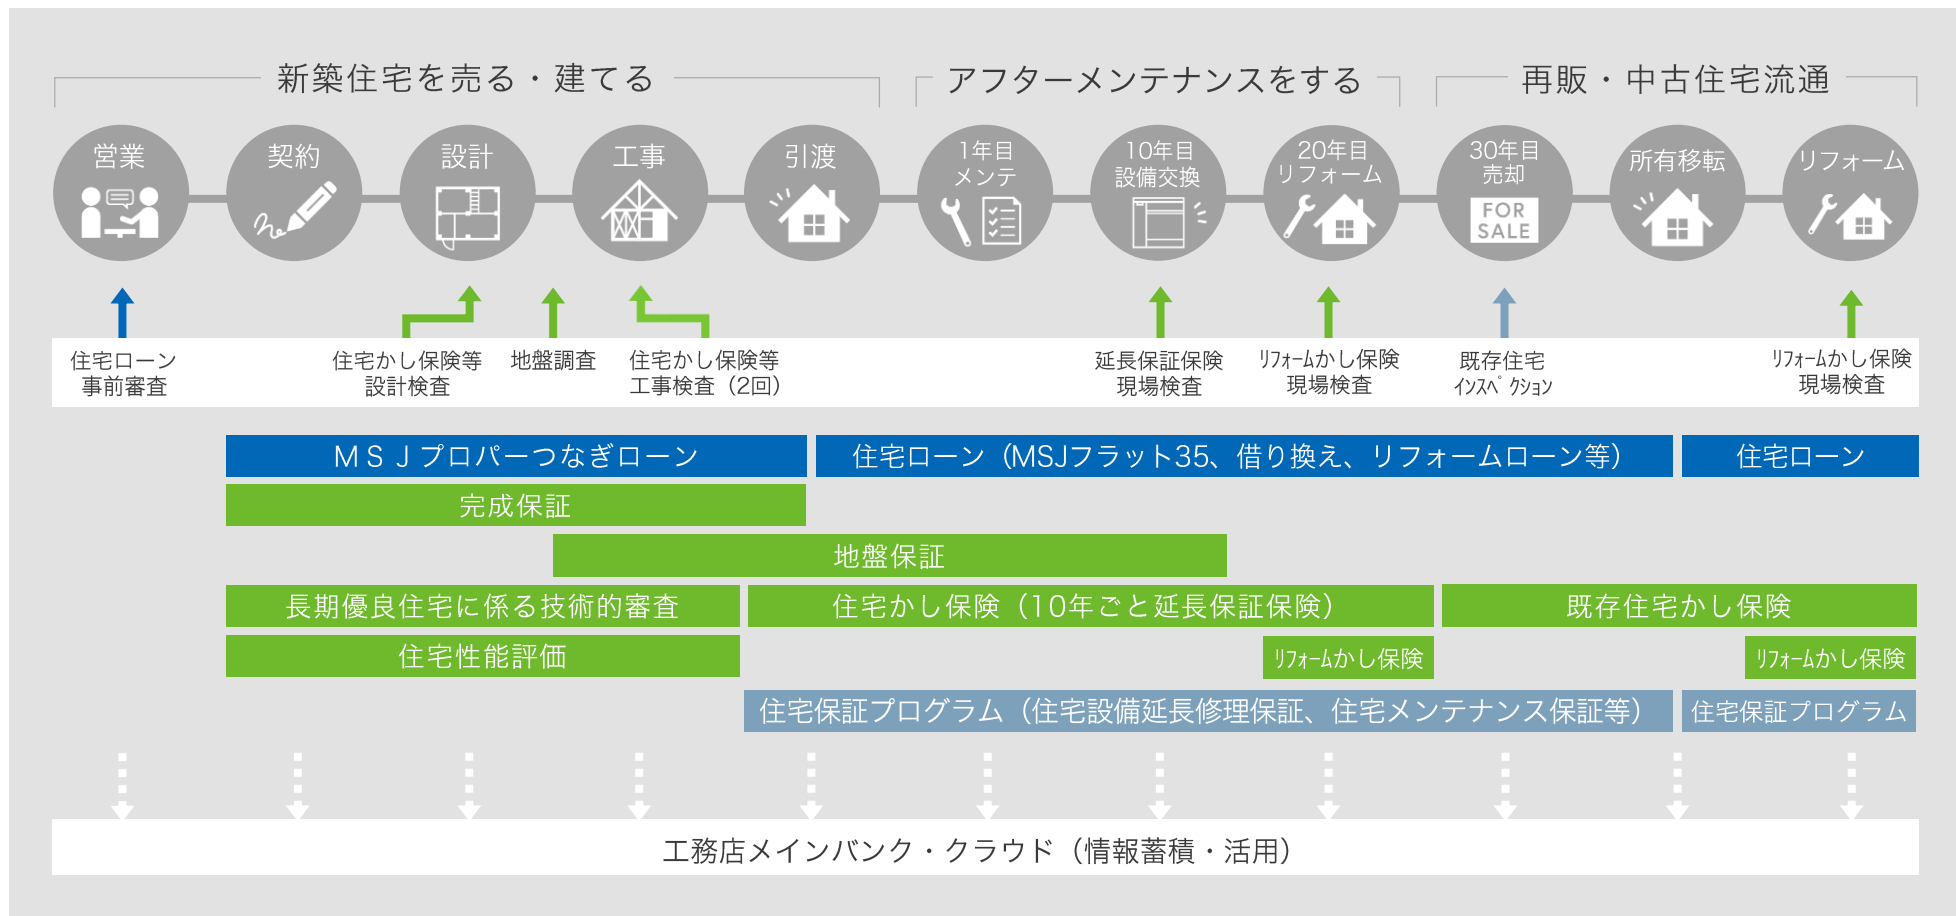 新築住宅を売る・建てる
アフターメンテナンスをする
再販・中古住宅流通
営業
契約
設計
工事
引渡
1年目
メンテ
10年目
設備交換
20年目
リフォーム
30年目
売却
FOR
SALE
所有移転
リフォーム
住宅ローン
事前審査
住宅かし保険等
設計検査
地盤調査
住宅かし保険等
工事検査（2回）
延長保証保険
現場検査
ﾘﾌｫｰﾑかし保険
現場検査
既存住宅
ｲﾝｽﾍﾟｸｼｮﾝ
ﾘﾌｫｰﾑかし保険
現場検査
ＭＳＪプロパーつなぎローン
住宅ローン（MSJフラット35、借り換え、リフォームローン等）
住宅ローン
完成保証
地盤保証
長期優良住宅に係る技術的審査
住宅かし保険（10年ごと延長保証保険）
既存住宅かし保険
住宅性能評価
ﾘﾌｫｰﾑかし保険
ﾘﾌｫｰﾑかし保険
住宅保証プログラム（住宅設備延長修理保証、住宅メンテナンス保証等）
住宅保証プログラム
工務店メインバンク・クラウド（情報蓄積・活用）